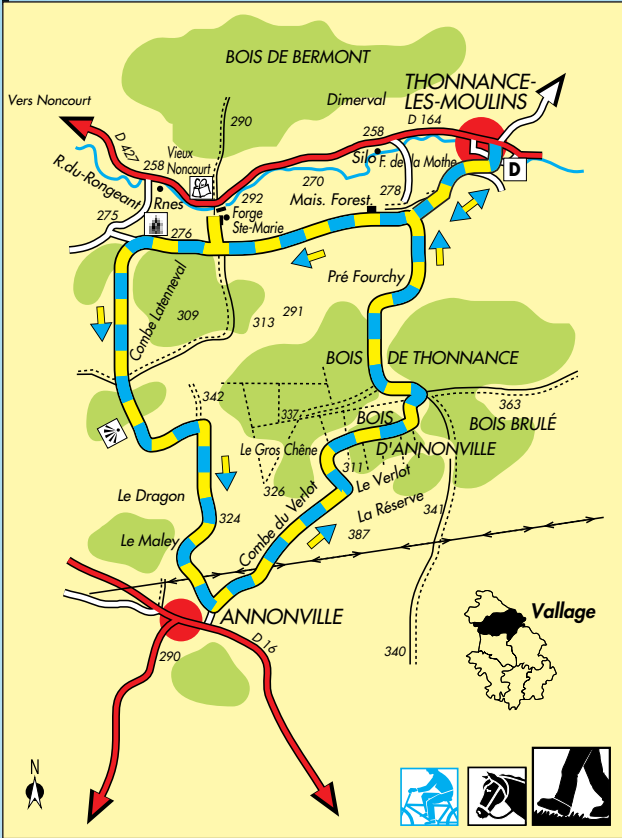 BOIS DE BERMONT
THONNANCE-
LES-MOULINS
Vers Noncourt
Dimerval
D 164
290
D 427
258
258
Vieux
Noncourt
Silo
F. de la Mothe
D
R.du-Rongeant
Rnes
270
278
292
Mais. Forest.
275
Forge
Ste-Marie
276
Pré Fourchy
Combe Latenneval
309
291
313
BOIS DE THONNANCE
342
363
337
BOIS
BOIS BRULÉ
D'ANNONVILLE
Le Gros Chêne
311
Le Verlot
326
Le Dragon
La Réserve
341
324
Combe du Verlot
387
Le Maley
ANNONVILLE
Vallage
D 16
290
340
N